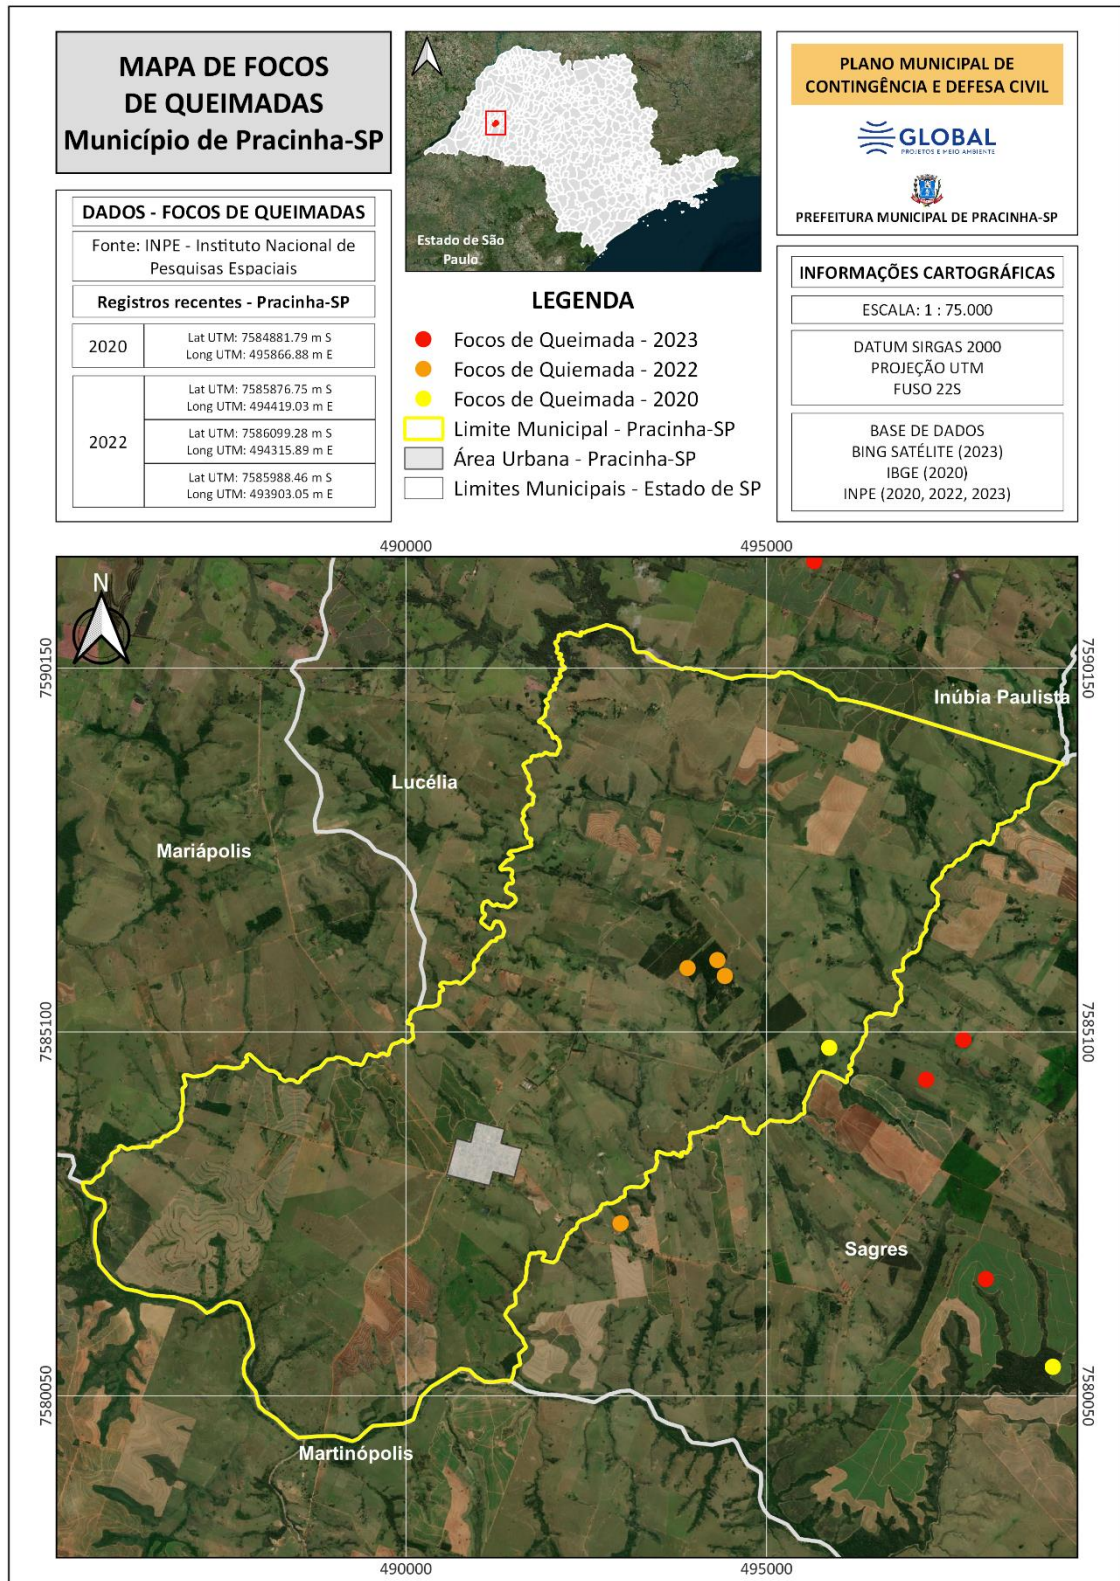 MAPA DE FOCOS
DE QUEIMADAS
Município de Pracinha-SP
DADOS - FOCOS DE QUEIMADAS
Fonte: INPE - Instituto Nacional de
Pesquisas Espaciais
Registros recentes - Pracinha-SP
2020
Lat UTM: 7584881.79 m S
Long UTM: 495866.88 m E
2022
Lat UTM: 7585876.75 m S
Long UTM: 494419.03 m E
Lat UTM: 7586099.28 m S
Long UTM: 494315.89 m E
Lat UTM: 7585988.46 m S
Long UTM: 493903.05 m E
Estado de São
Paulo
LEGENDA
Focos de Queimada - 2023
Focos de Quiemada - 2022
Focos de Queimada - 2020
Limite Municipal - Pracinha-SP
Área Urbana - Pracinha-SP
Limites Municipais - Estado de SP
PLANO MUNICIPAL DE
CONTINGÊNCIA E DEFESA CIVIL
GLOBAL
PROJETOS E MEIO AMBIENTE
PREFEITURA MUNICIPAL DE PRACINHA-SP
INFORMAÇÕES CARTOGRÁFICAS
ESCALA: 1 : 75.000
DATUM SIRGAS 2000
PROJEÇÃO UTM
FUSO 22S
BASE DE DADOS
BING SATÉLITE (2023)
IBGE (2020)
INPE (2020, 2022, 2023)
490000
495000
N
7590150
7590150
Inúbia Paulista
Lucélia
Mariápolis
7585100
7585100
Sagres
7580050
7580050
Martinópolis
490000
495000